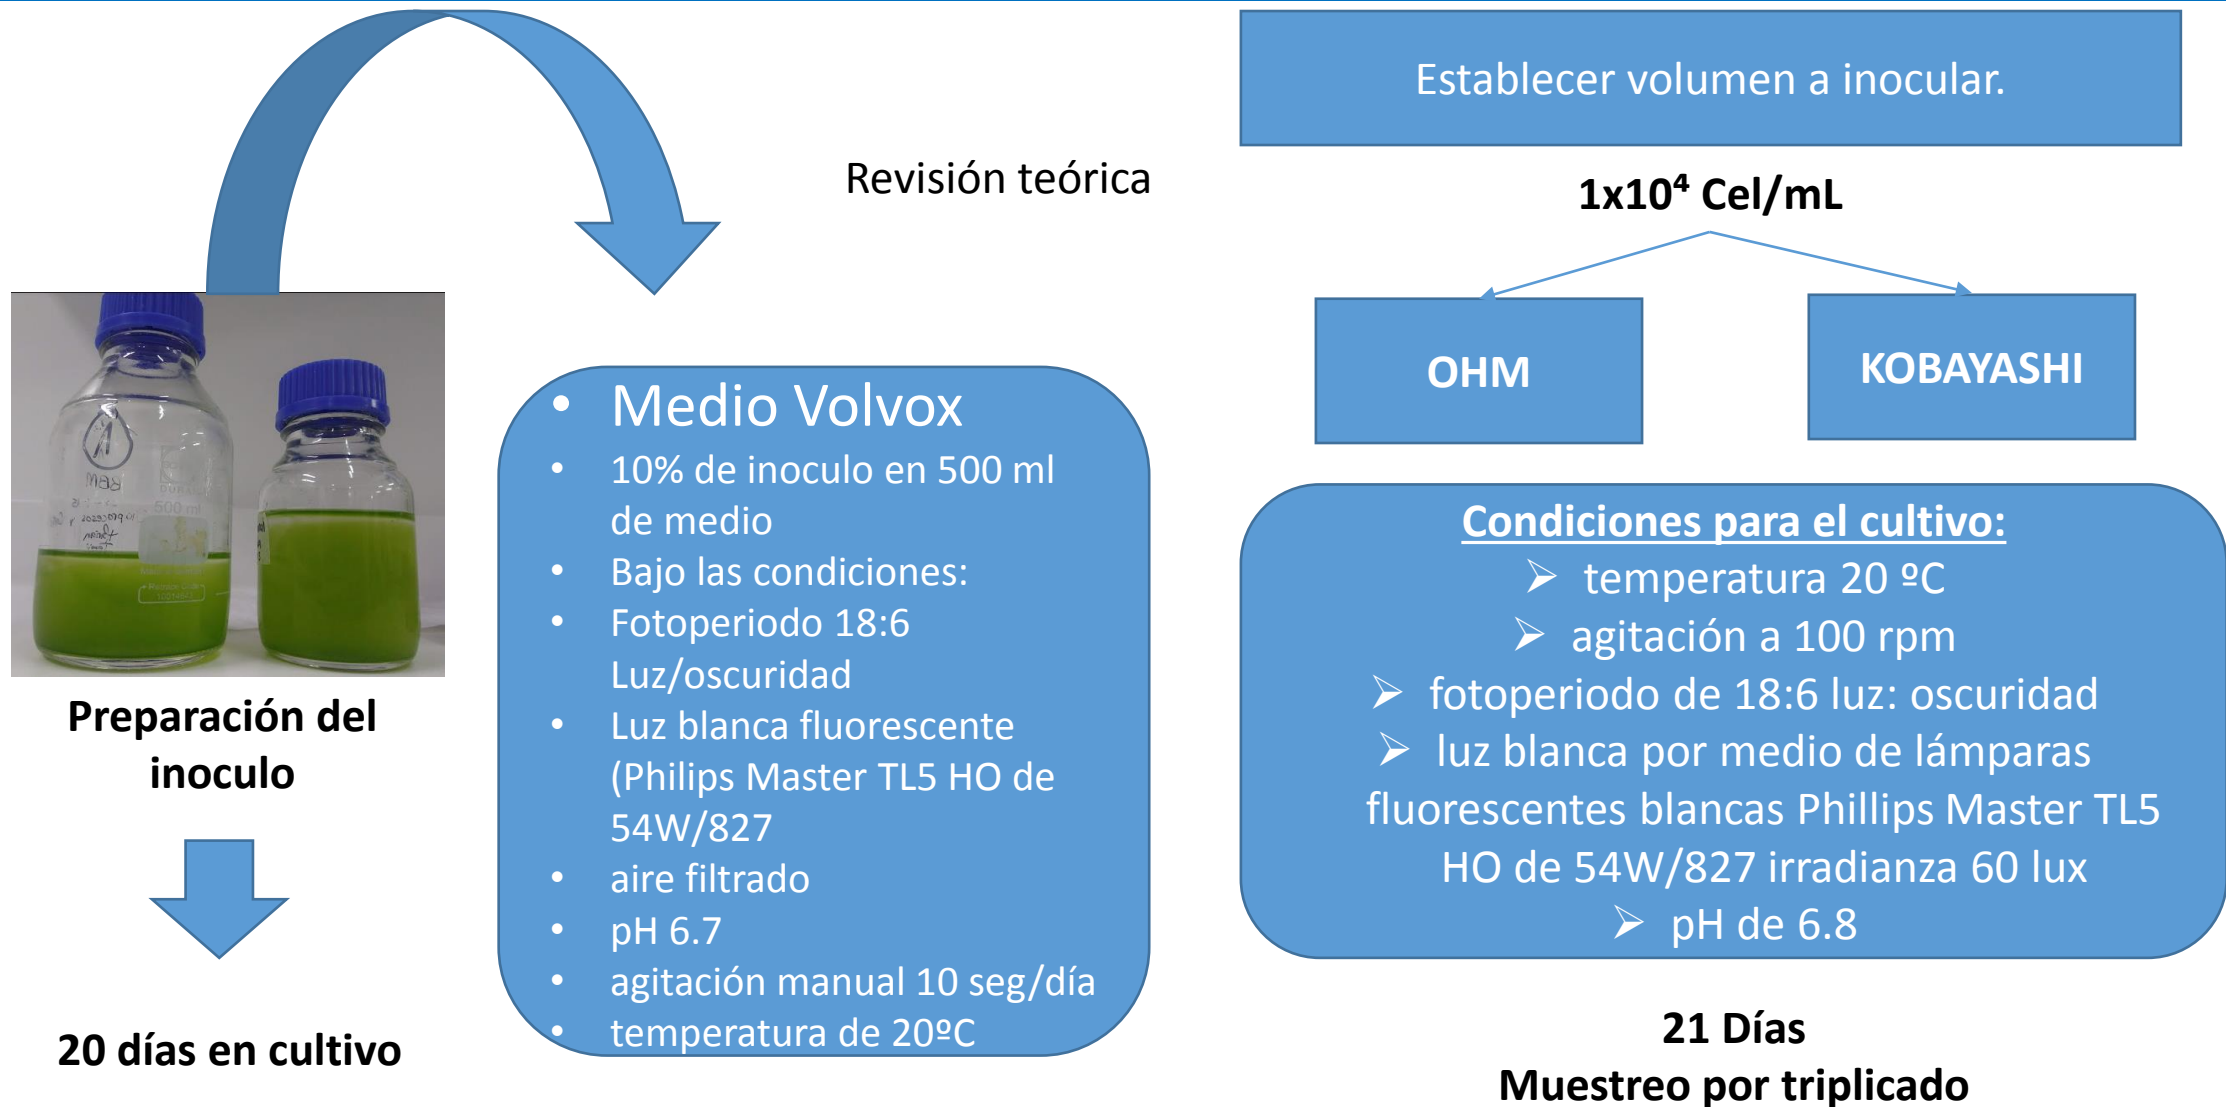 Revisión teórica
BBM
500 ml
Preparación del
inoculo
20 días en cultivo
• Medio Volvox
• 10% de inoculo en 500 ml
de medio
• Bajo las condiciones:
• Fotoperiodo 18:6
Luz/oscuridad
• Luz blanca fluorescente
(Philips Master TL5 HO de
54W/827
• aire filtrado
• pH 6.7
• agitación manual 10 seg/día
• temperatura de 20ºC
Establecer volumen a inocular.
1x10⁴ Cel/mL
OHM
KOBAYASHI
Condiciones para el cultivo:
➢ temperatura 20 ºC
➢ agitación a 100 rpm
➢ fotoperiodo de 18:6 luz: oscuridad
➢ luz blanca por medio de lámparas
fluorescentes blancas Phillips Master TL5
HO de 54W/827 irradianza 60 lux
➢ pH de 6.8
21 Días
Muestreo por triplicado